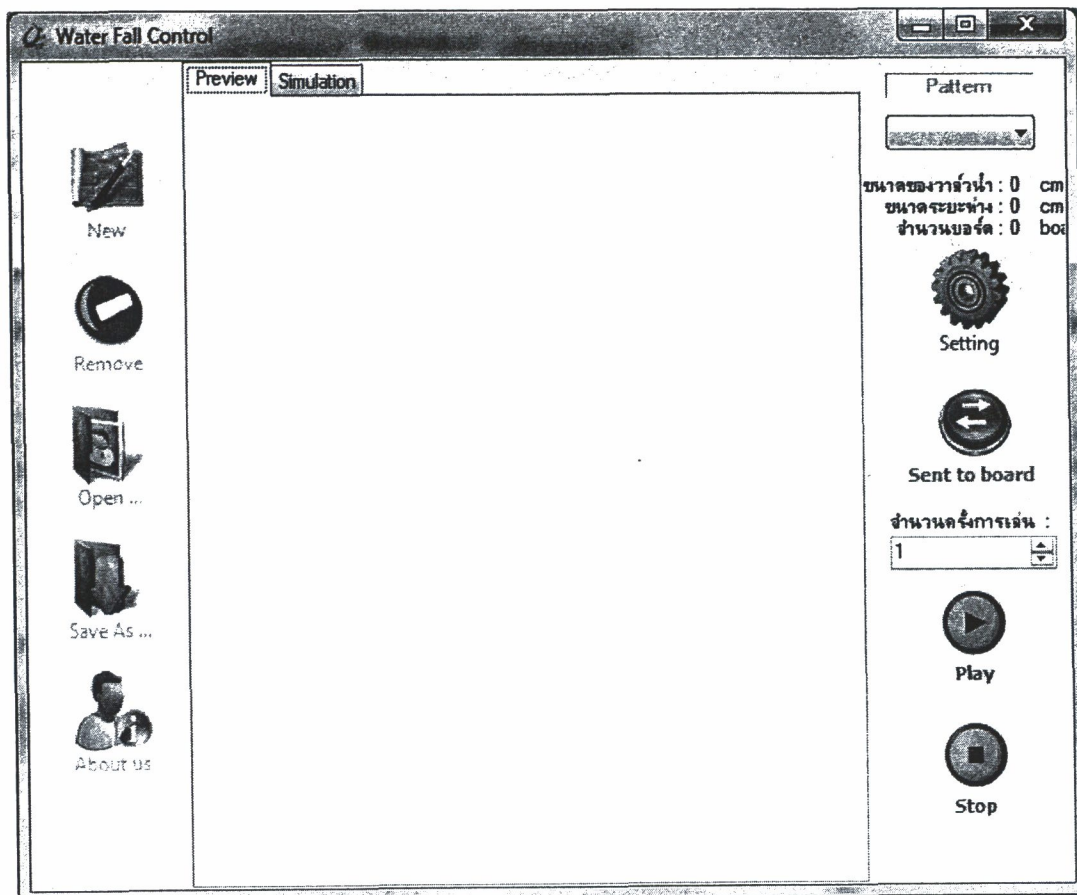 Water Fall Control
Preview
Simulation
New
Remove
Open ...
Save As ...
About us
Pattern
ขนาดของวาล์วน้ำ : 0 cm
ขนาดระยะห่าง : 0 cm
จำนวนบอร์ด : 0 boa
Setting
Sent to board
จำนวนครั้งการเล่น :
1
Play
Stop